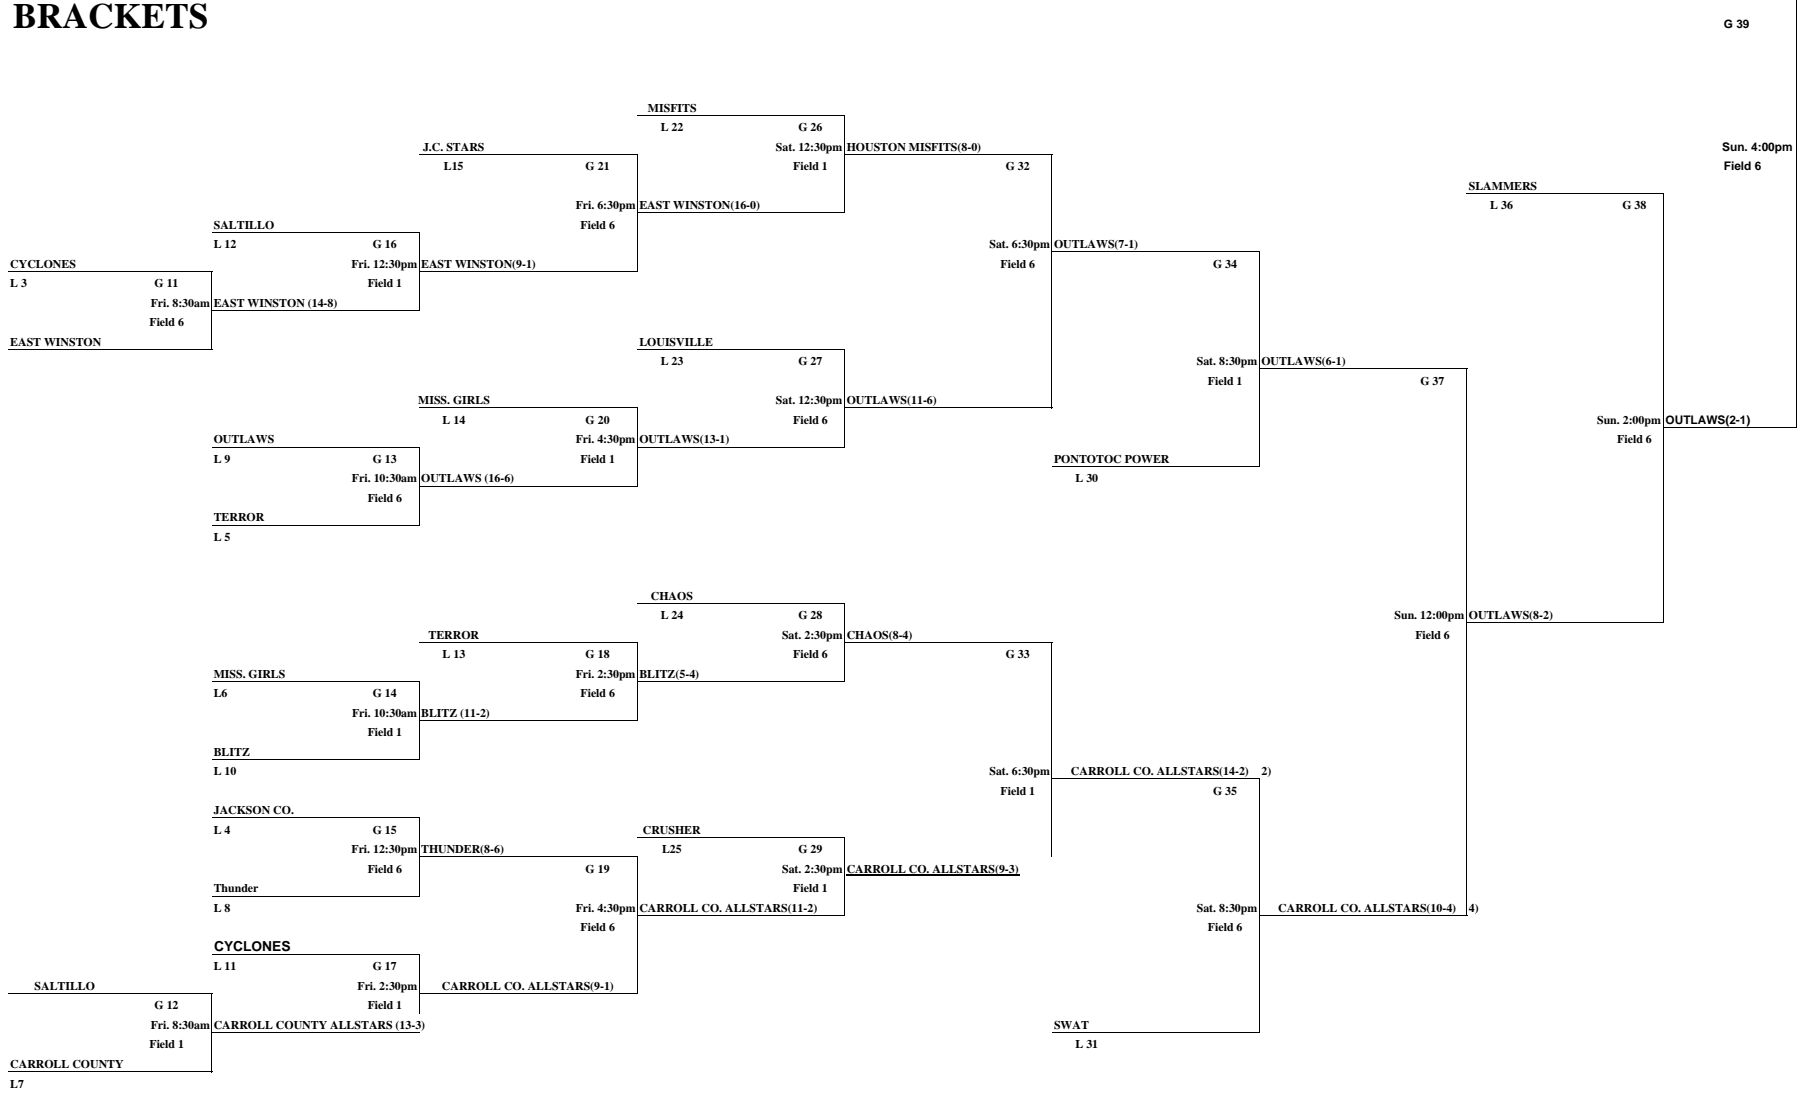 BRACKETS
G 39
MISFITS
L 22 G 26
J.C. STARS Sat. 12:30pm HOUSTON MISFITS(8-0) Sun. 4:00pm
L15 G 21 Field 1 G 32 Field 6
SLAMMERS
Fri. 6:30pm EAST WINSTON(16-0) L 36 G 38
SALTILLO Field 6
L 12 G 16 Sat. 6:30pm OUTLAWS(7-1)
CYCLONES Fri. 12:30pm EAST WINSTON(9-1) Field 6 G 34
L 3 G 11 Field 1
Fri. 8:30am EAST WINSTON (14-8)
Field 6
EAST WINSTON LOUISVILLE
L 23 G 27 Sat. 8:30pm OUTLAWS(6-1)
Field 1 G 37
MISS. GIRLS Sat. 12:30pm OUTLAWS(11-6)
L 14 G 20 Field 6 Sun. 2:00pm OUTLAWS(2-1)
OUTLAWS Fri. 4:30pm OUTLAWS(13-1) Field 6
L 9 G 13 Field 1 PONTOTOC POWER
Fri. 10:30am OUTLAWS (16-6) L 30
Field 6
TERROR
L 5
CHAOS
L 24 G 28 Sun. 12:00pm OUTLAWS(8-2)
TERROR Sat. 2:30pm CHAOS(8-4) Field 6
L 13 G 18 Field 6 G 33
MISS. GIRLS Fri. 2:30pm BLITZ(5-4)
L6 G 14 Field 6
Fri. 10:30am BLITZ (11-2)
Field 1
BLITZ
L 10 Sat. 6:30pm CARROLL CO. ALLSTARS(14-2) 2)
Field 1 G 35
JACKSON CO.
L 4 G 15 CRUSHER
Fri. 12:30pm THUNDER(8-6) L25 G 29
Field 6 G 19 Sat. 2:30pm CARROLL CO. ALLSTARS(9-3)
Thunder Field 1
L 8 Fri. 4:30pm CARROLL CO. ALLSTARS(11-2) Sat. 8:30pm CARROLL CO. ALLSTARS(10-4) 4)
Field 6 Field 6
CYCLONES
L 11 G 17
SALTILLO Fri. 2:30pm CARROLL CO. ALLSTARS(9-1)
G 12 Field 1
Fri. 8:30am CARROLL COUNTY ALLSTARS (13-3) SWAT
Field 1 L 31
CARROLL COUNTY
L7